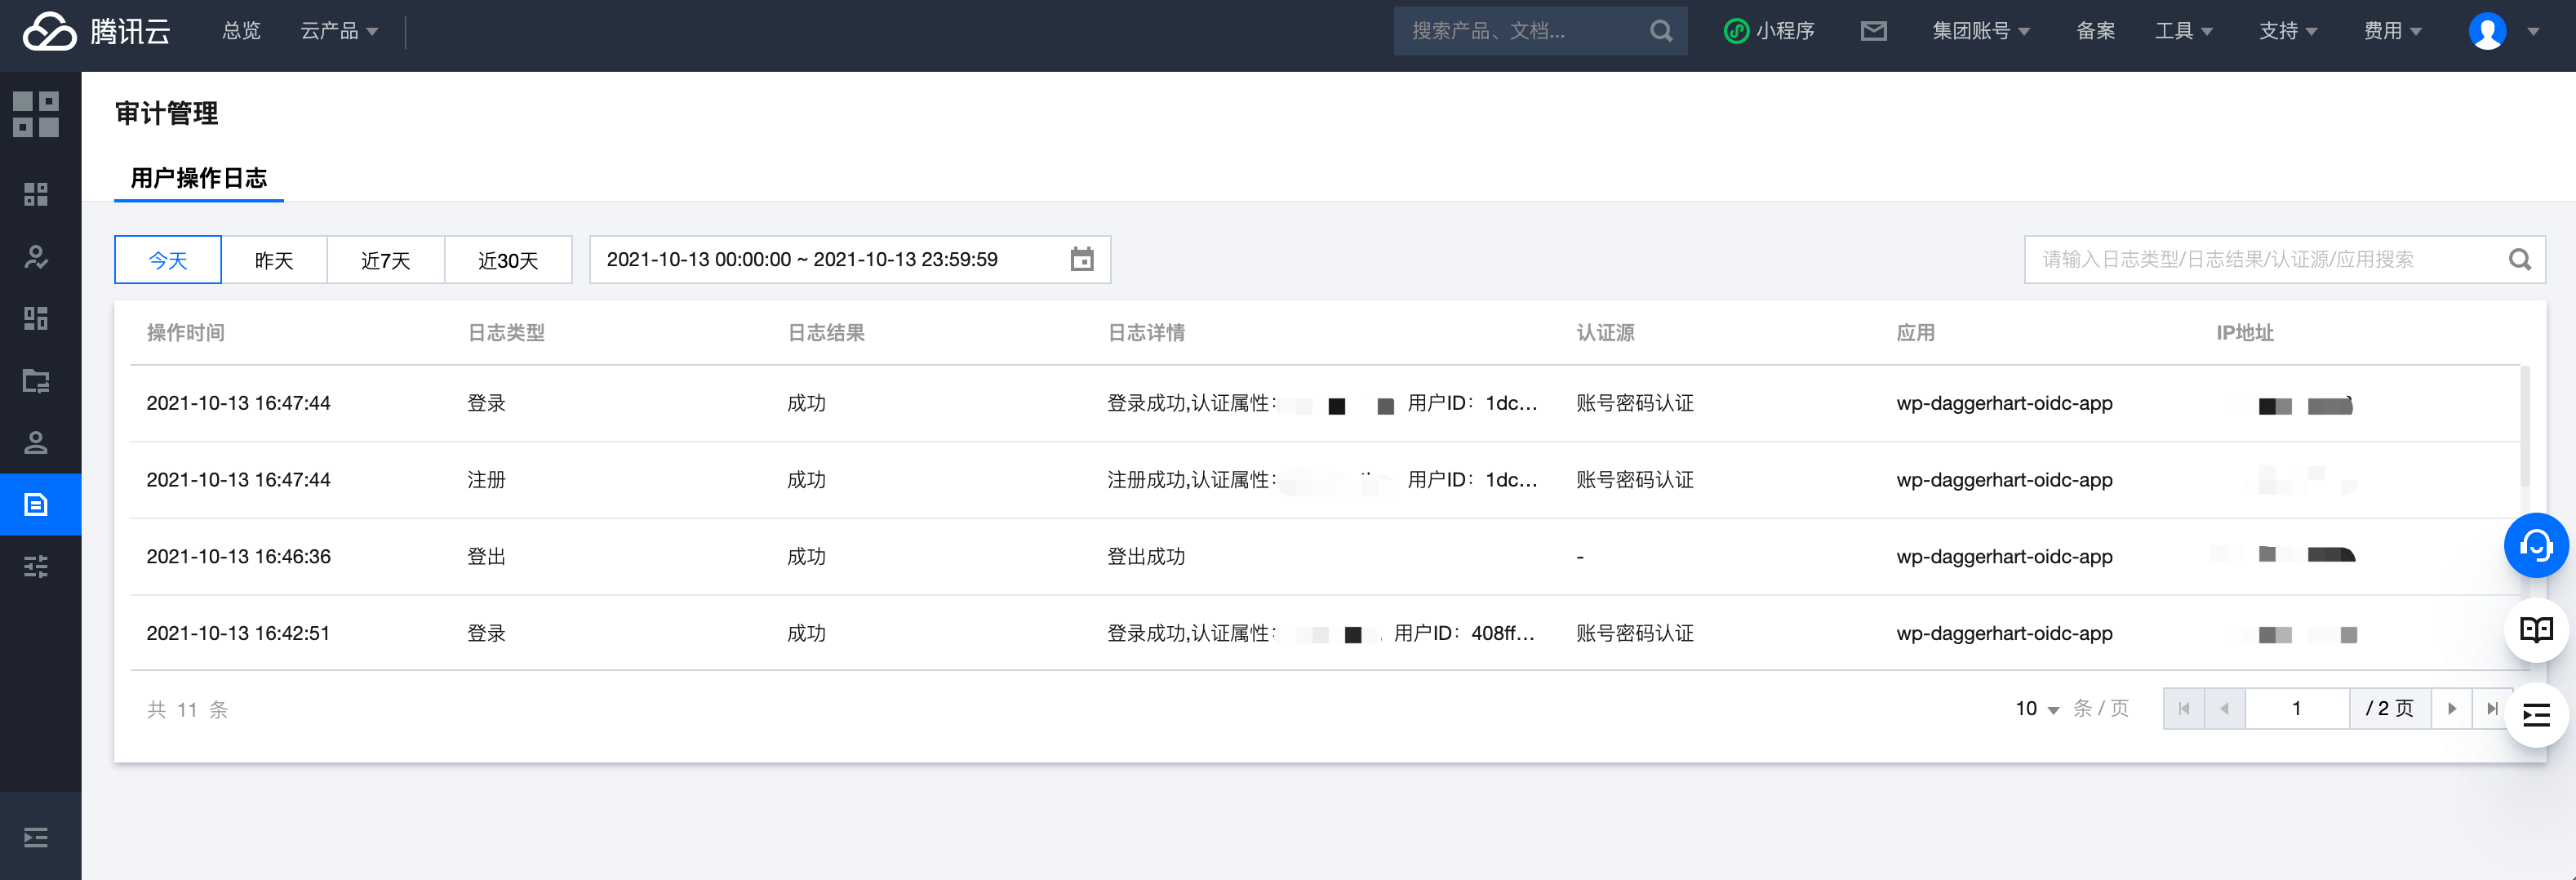 腾讯云 总览 云产品 搜索产品、文档... 小程序 集团账号 备案 工具 支持 费用
审计管理
用户操作日志
今天 昨天 近7天 近30天 2021-10-13 00:00:00 ~ 2021-10-13 23:59:59 请输入日志类型/日志结果/认证源/应用搜索
操作时间 日志类型 日志结果 日志详情 认证源 应用 IP地址
2021-10-13 16:47:44 登录 成功 登录成功,认证属性: 用户ID：1dc... 账号密码认证 wp-daggerhart-oidc-app
2021-10-13 16:47:44 注册 成功 注册成功,认证属性: 用户ID：1dc... 账号密码认证 wp-daggerhart-oidc-app
2021-10-13 16:46:36 登出 成功 登出成功 - wp-daggerhart-oidc-app
2021-10-13 16:42:51 登录 成功 登录成功,认证属性: 用户ID：408ff... 账号密码认证 wp-daggerhart-oidc-app
共 11 条 10 条 / 页 1 / 2 页